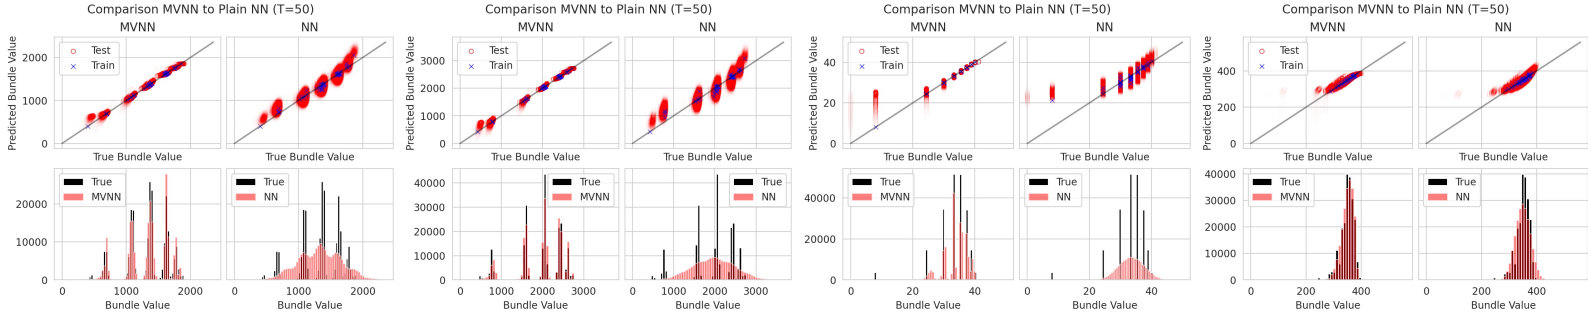 Comparison MVNN to Plain NN (T=50)
MVNN
NN
Predicted Bundle Value
2000
1000
0
Test
Train
True Bundle Value
True Bundle Value
20000
10000
0
True
MVNN
True
NN
0
1000
2000
0
1000
2000
Bundle Value
Bundle Value
Comparison MVNN to Plain NN (T=50)
MVNN
NN
Predicted Bundle Value
3000
2000
1000
0
Test
Train
True Bundle Value
True Bundle Value
40000
30000
20000
10000
0
True
MVNN
True
NN
0
1000
2000
3000
0
1000
2000
3000
Bundle Value
Bundle Value
Comparison MVNN to Plain NN (T=50)
MVNN
NN
Predicted Bundle Value
40
20
0
Test
Train
True Bundle Value
True Bundle Value
40000
20000
0
True
MVNN
True
NN
0
20
40
0
20
40
Bundle Value
Bundle Value
Comparison MVNN to Plain NN (T=50)
MVNN
NN
Predicted Bundle Value
400
200
0
Test
Train
True Bundle Value
True Bundle Value
40000
30000
20000
10000
0
True
MVNN
True
NN
0
200
400
0
200
400
Bundle Value
Bundle Value